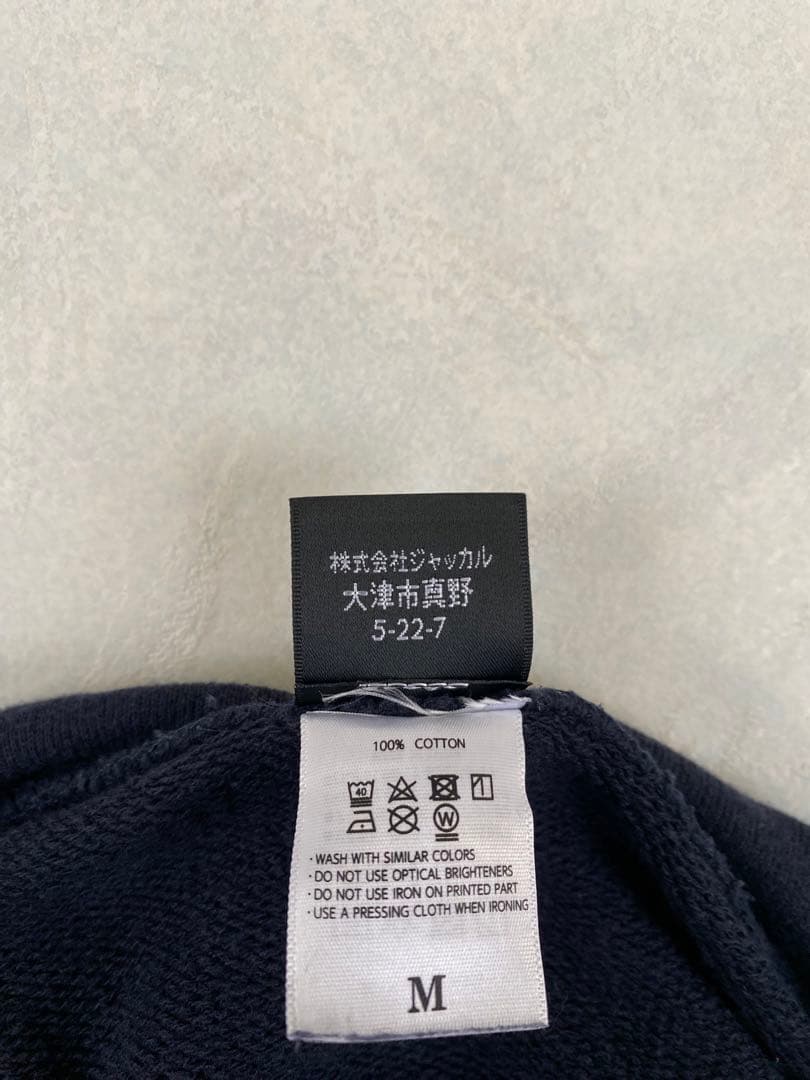 株式会社ジャッカル
大津市真野
5-22-7
100% COTTON
40
W
· WASH WITH SIMILAR COLORS
· DO NOT USE OPTICAL BRIGHTENERS
· DO NOT USE IRON ON PRINTED PART
· USE A PRESSING CLOTH WHEN IRONING
M